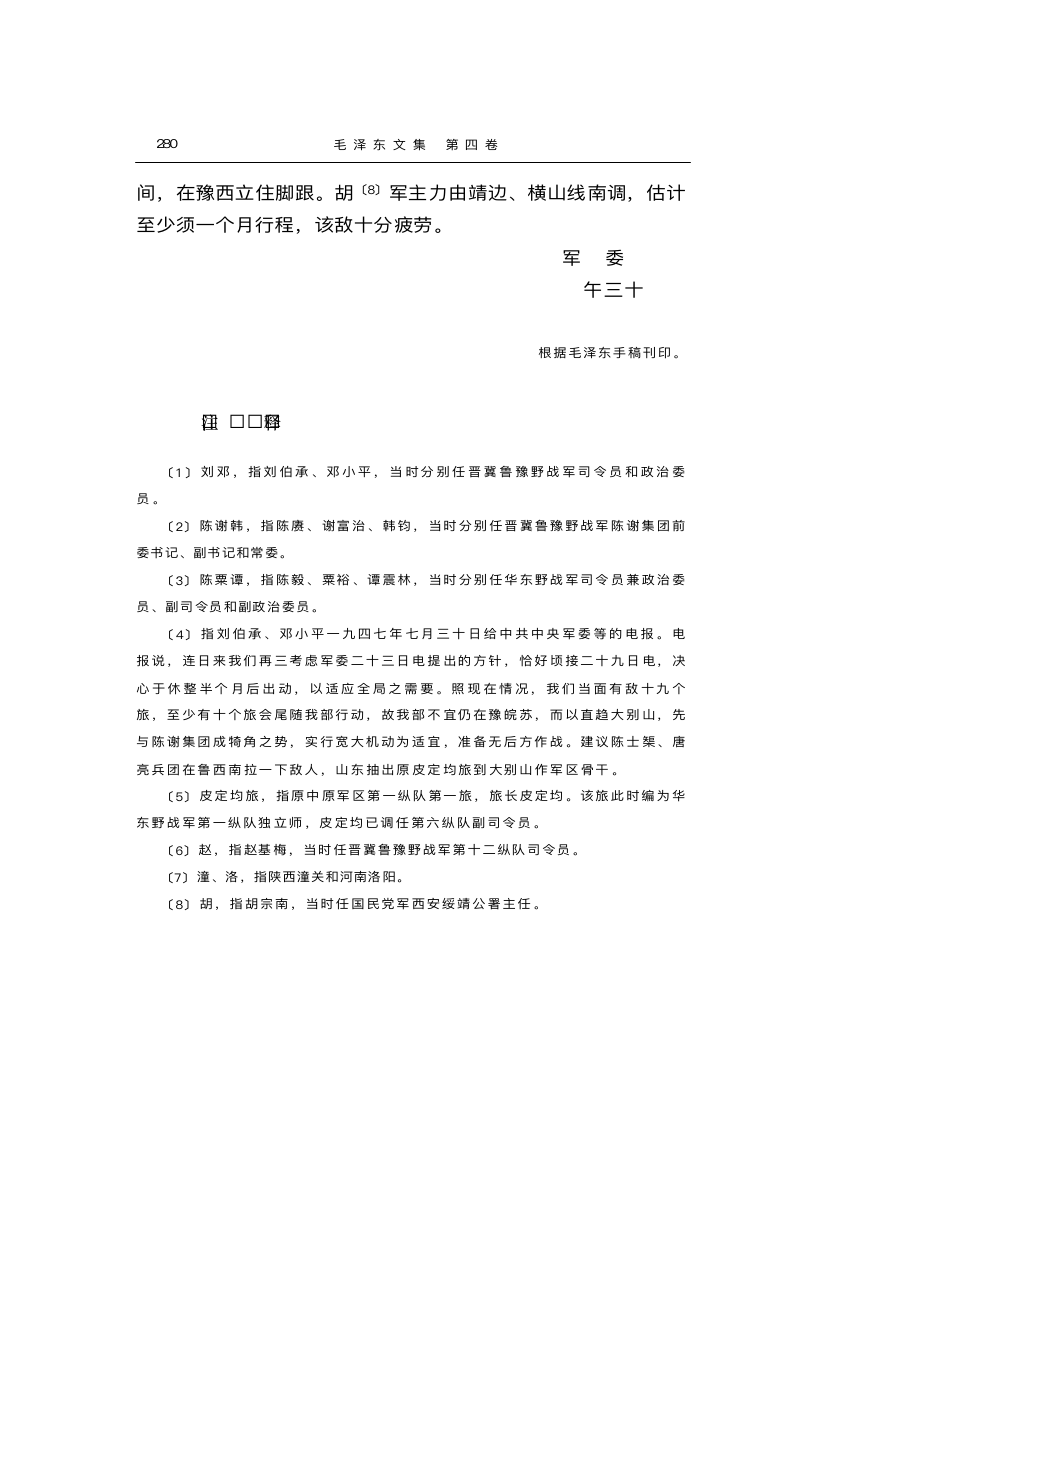 280 毛泽东文集 第四卷
间，在豫西立住脚跟。胡〔8〕军主力由靖边、横山线南调，估计
至少须一个月行程，该敌十分疲劳。
军 委
午三十
根据毛泽东手稿刊印。
注 □□释
〔1〕刘邓，指刘伯承、邓小平，当时分别任晋冀鲁豫野战军司令员和政治委
员。
〔2〕陈谢韩，指陈赓、谢富治、韩钧，当时分别任晋冀鲁豫野战军陈谢集团前
委书记、副书记和常委。
〔3〕陈粟谭，指陈毅、粟裕、谭震林，当时分别任华东野战军司令员兼政治委
员、副司令员和副政治委员。
〔4〕指刘伯承、邓小平一九四七年七月三十日给中共中央军委等的电报。电
报说，连日来我们再三考虑军委二十三日电提出的方针，恰好顷接二十九日电，决
心于休整半个月后出动，以适应全局之需要。照现在情况，我们当面有敌十九个
旅，至少有十个旅会尾随我部行动，故我部不宜仍在豫皖苏，而以直趋大别山，先
与陈谢集团成犄角之势，实行宽大机动为适宜，准备无后方作战。建议陈士榘、唐
亮兵团在鲁西南拉一下敌人，山东抽出原皮定均旅到大别山作军区骨干。
〔5〕皮定均旅，指原中原军区第一纵队第一旅，旅长皮定均。该旅此时编为华
东野战军第一纵队独立师，皮定均已调任第六纵队副司令员。
〔6〕赵，指赵基梅，当时任晋冀鲁豫野战军第十二纵队司令员。
〔7〕潼、洛，指陕西潼关和河南洛阳。
〔8〕胡，指胡宗南，当时任国民党军西安绥靖公署主任。